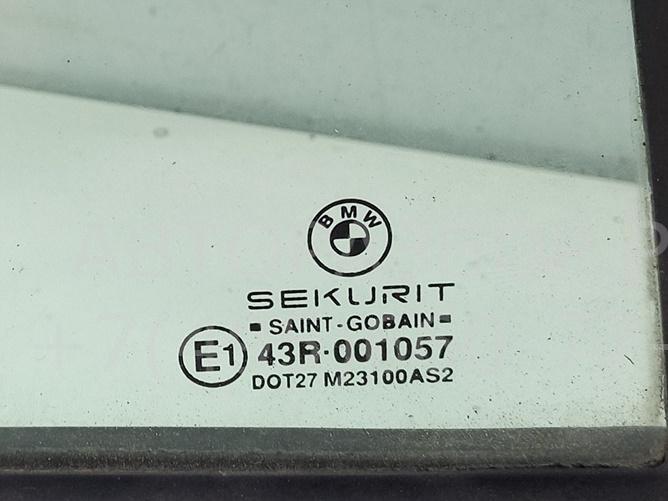 BMW
SEKURIT
SAINT-GOBAIN
E1 43R-001057
DOT27 M23100AS2